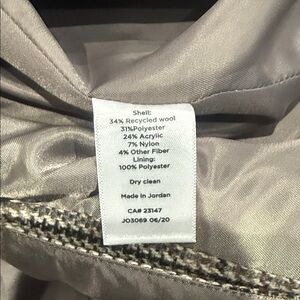 Shell:
34% Recycled wool
31%Polyester
24% Acrylic
7% Nylon
4% Other Fiber
Lining:
100% Polyester
Dry clean
Made in Jordan
CA# 23147
JO3069 06/20